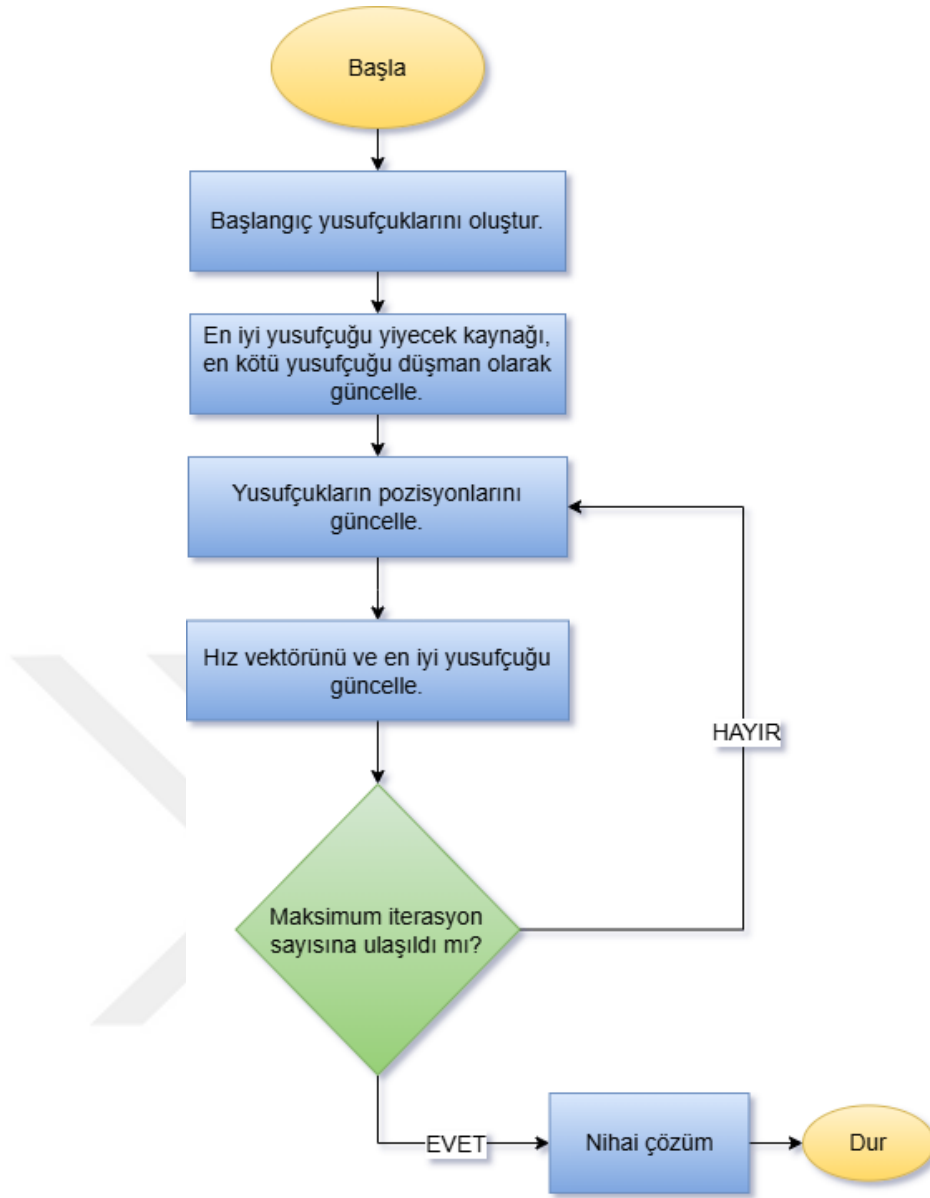 Başla
Başlangıç yusufçuklarını oluştur.
En iyi yusufçuğu yiyecek kaynağı,
en kötü yusufçuğu düşman olarak
güncelle.
Yusufçukların pozisyonlarını
güncelle.
Hız vektörünü ve en iyi yusufçuğu
güncelle.
HAYIR
Maksimum iterasyon
sayısına ulaşıldı mı?
EVET
Nihai çözüm
Dur